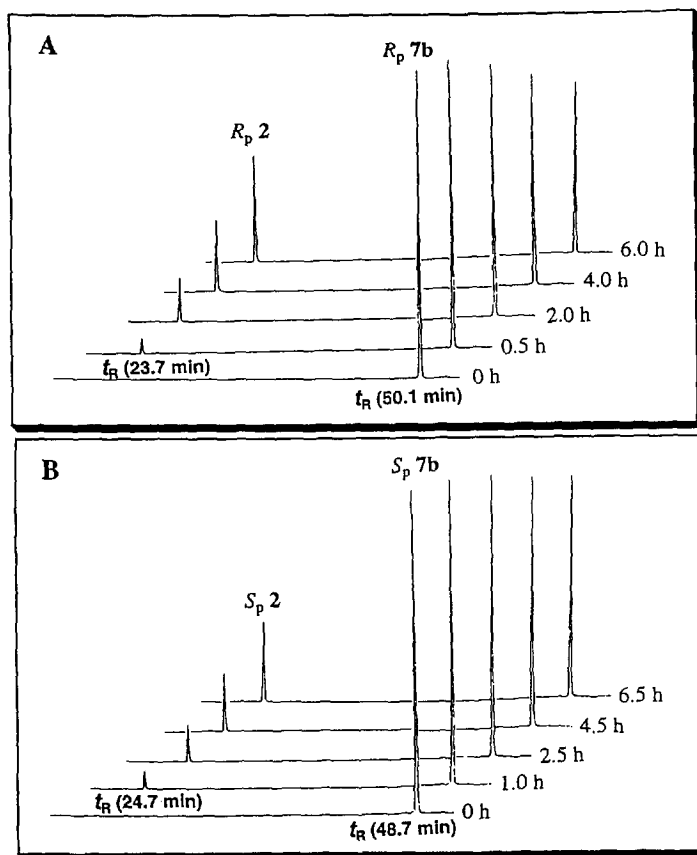 A
Rp 7b
Rp 2
6.0 h
4.0 h
2.0 h
0.5 h
tR (23.7 min)
0 h
tR (50.1 min)
B
Sp 7b
Sp 2
6.5 h
4.5 h
2.5 h
1.0 h
tR (24.7 min)
0 h
tR (48.7 min)